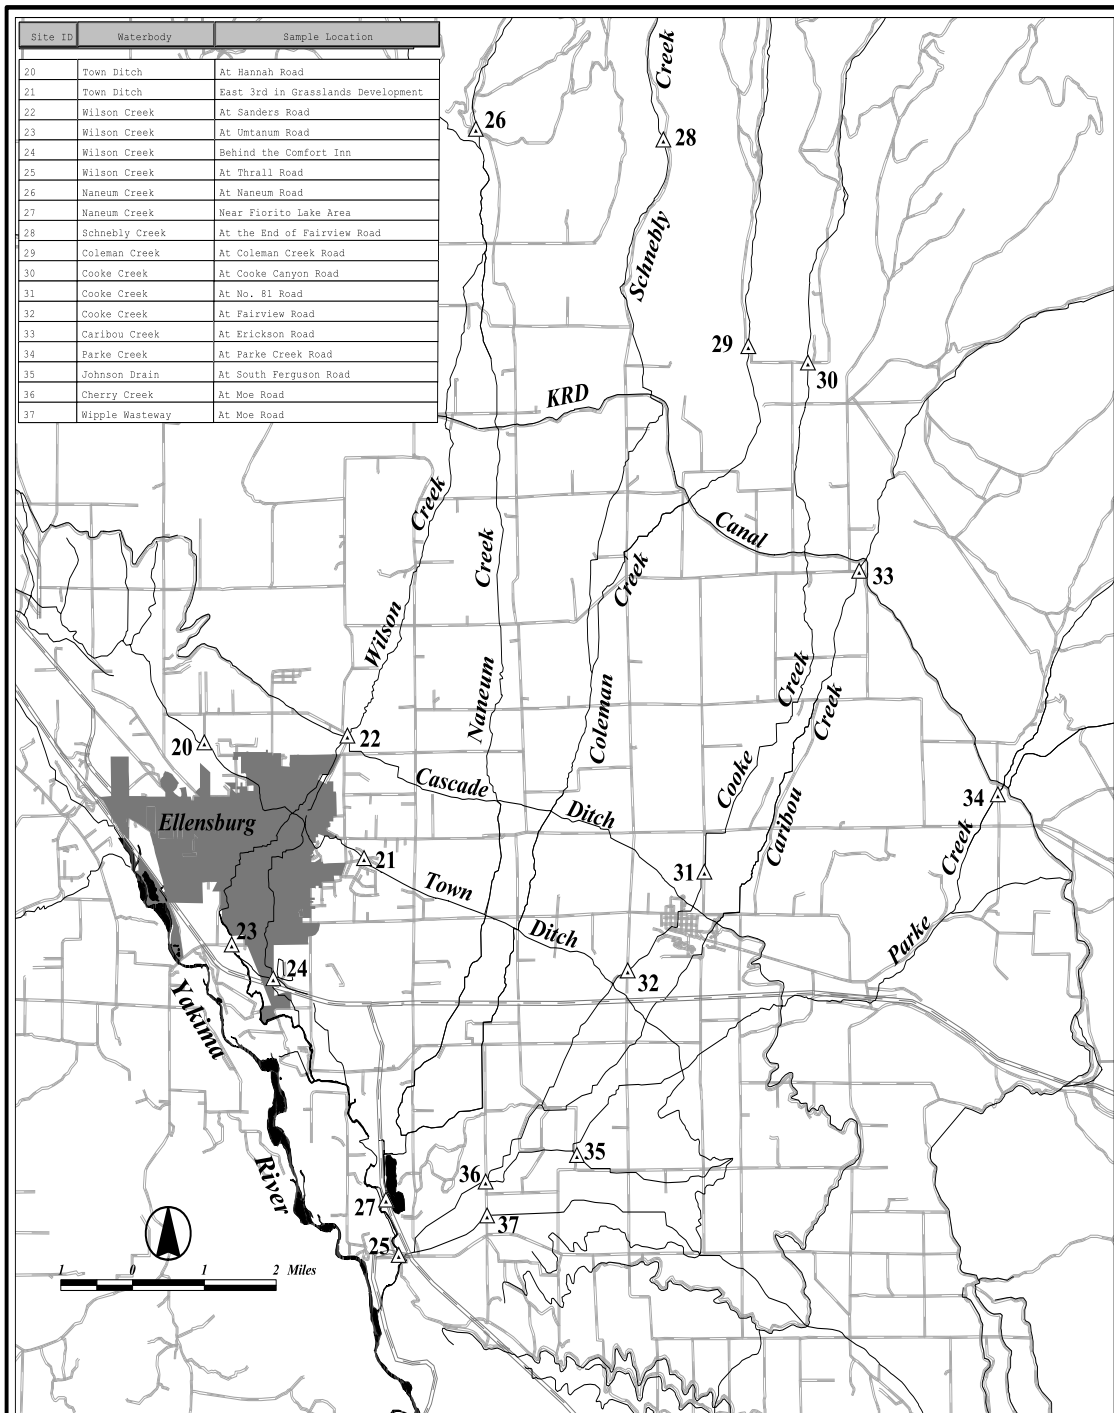 Site ID Waterbody Sample Location
20 Town Ditch At Hannah Road
21 Town Ditch East 3rd in Grasslands Development
22 Wilson Creek At Sanders Road
23 Wilson Creek At Umtanum Road
24 Wilson Creek Behind the Comfort Inn
25 Wilson Creek At Thrall Road
26 Naneum Creek At Naneum Road
27 Naneum Creek Near Fiorito Lake Area
28 Schnebly Creek At the End of Fairview Road
29 Coleman Creek At Coleman Creek Road
30 Cooke Creek At Cooke Canyon Road
31 Cooke Creek At No. 81 Road
32 Cooke Creek At Fairview Road
33 Caribou Creek At Erickson Road
34 Parke Creek At Parke Creek Road
35 Johnson Drain At South Ferguson Road
36 Cherry Creek At Moe Road
37 Wipple Wasteway At Moe Road
26
Schnebly Creek
28
29
30
KRD Canal
Wilson Creek
Naneum Creek
Coleman Creek
33
Cooke Creek
Caribou Creek
20
22
Cascade Ditch
34
Ellensburg
21
31
Town Ditch
Parke Creek
23
24
32
Yakima River
35
36
27
37
25
1 0 1 2 Miles